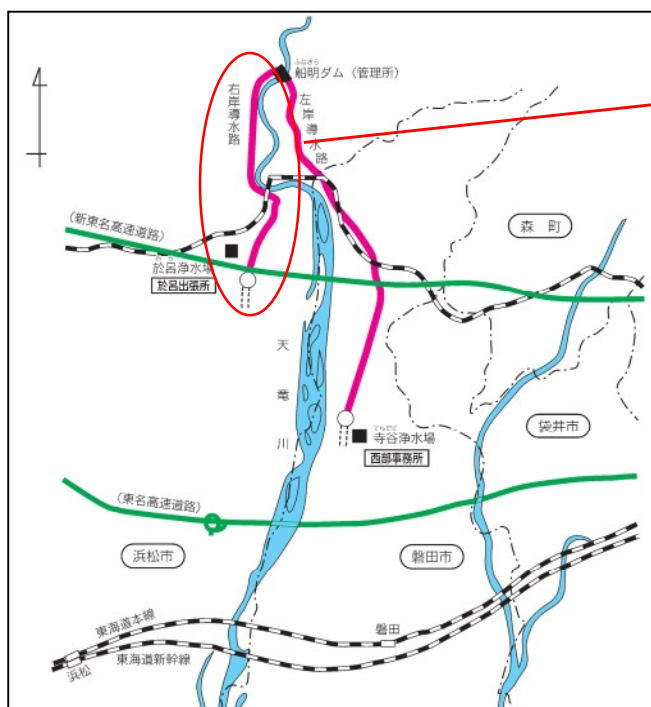 ふなぎら
船明ダム（管理所）
右岸導水路
左岸導水路
森 町
（新東名高速道路）
於呂浄水場
於呂出張所
天竜川
袋井市
てらだに
寺谷浄水場
西部事務所
（東名高速道路）
浜松市
磐田市
東海道本線
磐田
浜松
東海道新幹線